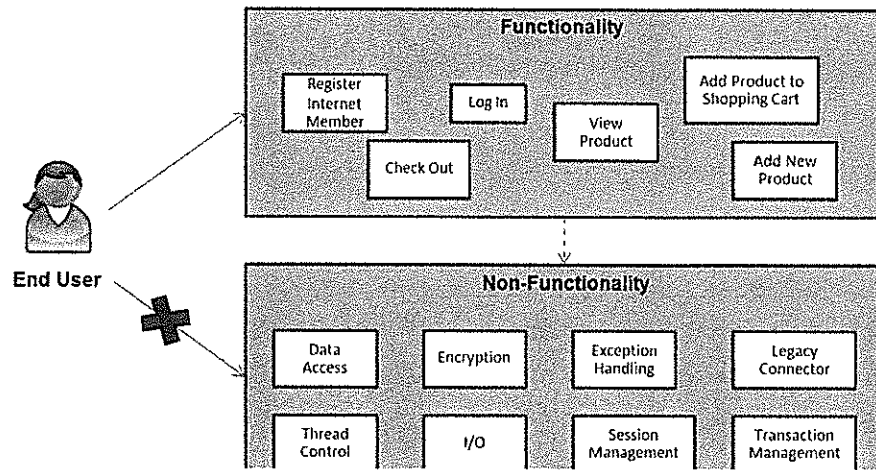 Functionality
Register
Internet
Member
Log In
View
Product
Add Product to
Shopping Cart
Check Out
Add New
Product
End User
Non-Functionality
Data
Access
Encryption
Exception
Handling
Legacy
Connector
Thread
Control
I/O
Session
Management
Transaction
Management